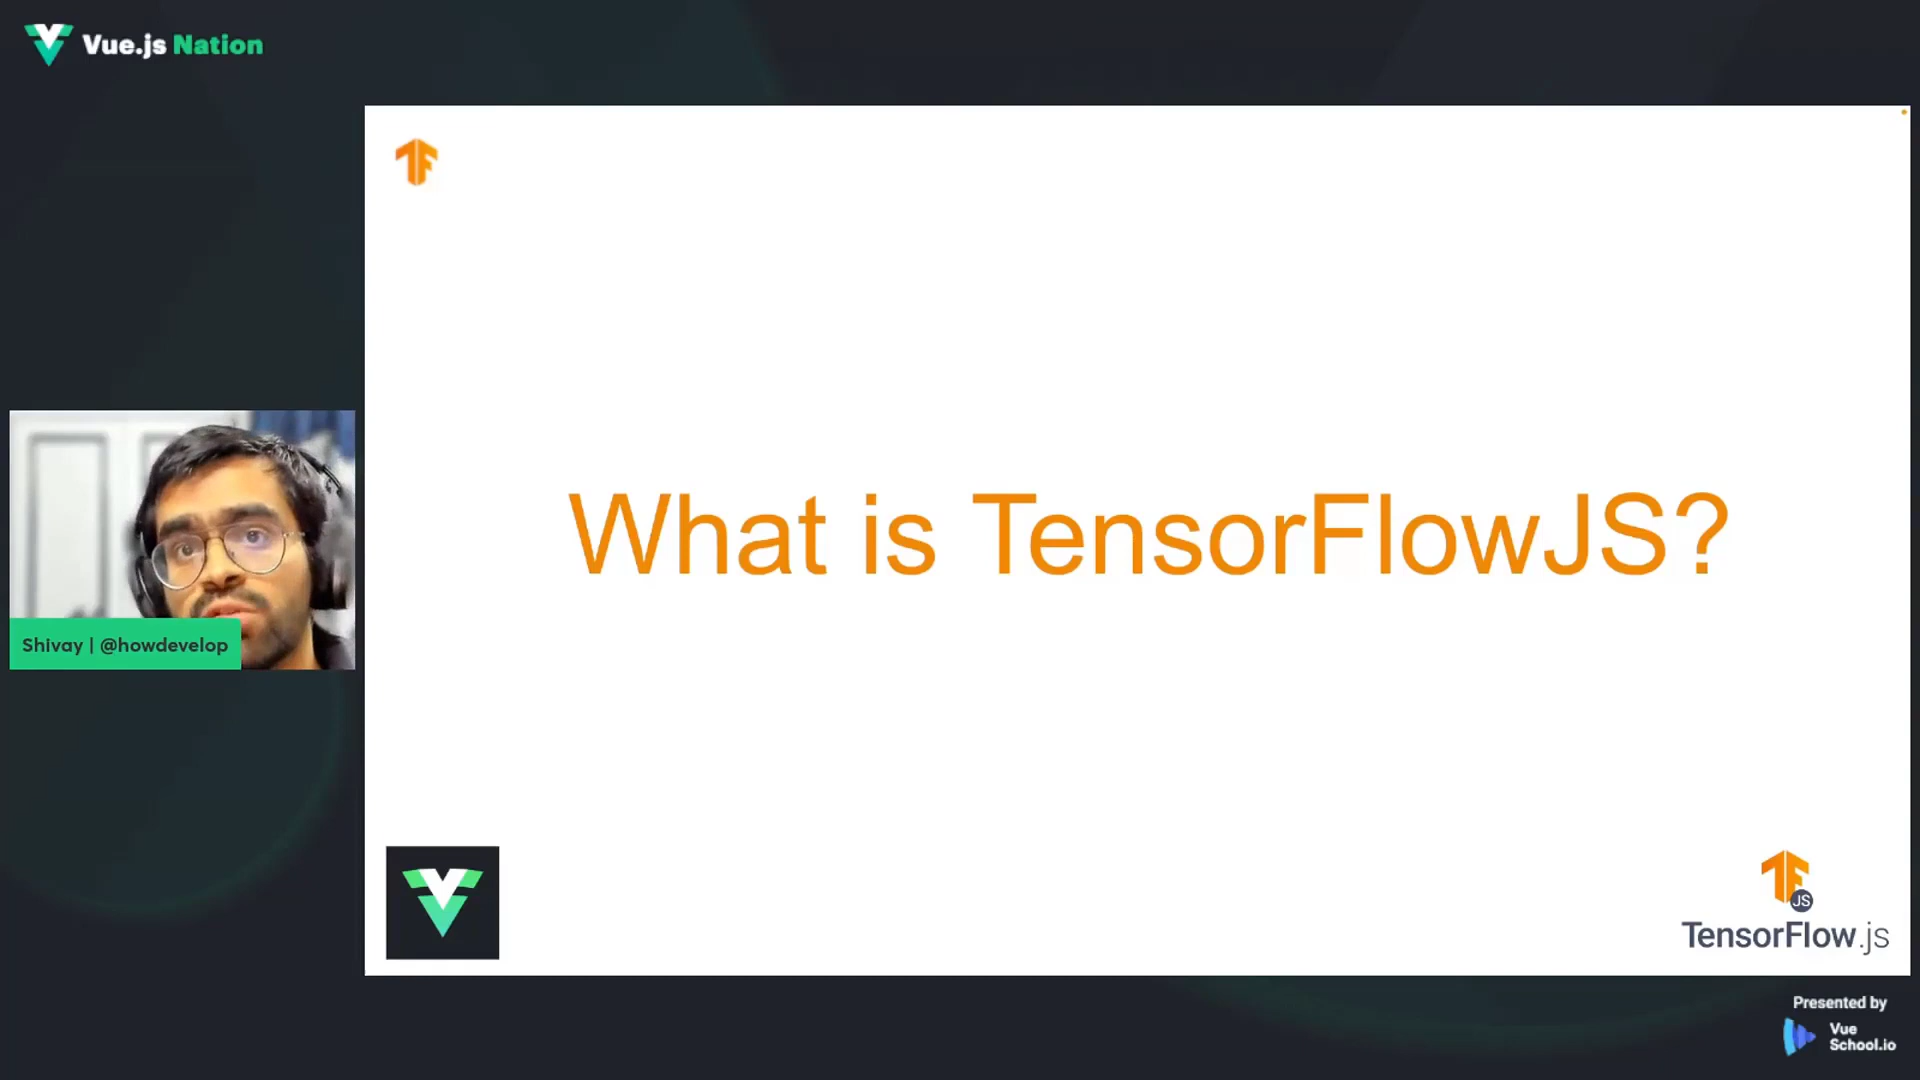 Vue.js Nation
What is TensorFlowJS?
Shivay | @howdevelop
JS
TensorFlow.js
Presented by
Vue
School.io